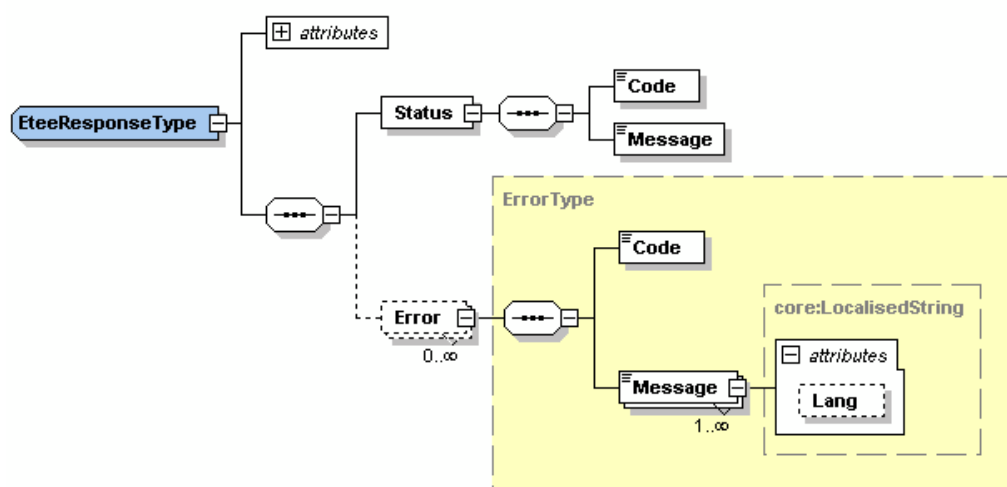 attributes
EteeResponseType
Status
Code
Message
ErrorType
Code
Error
0..∞
core:LocalisedString
attributes
Message
1..∞
Lang